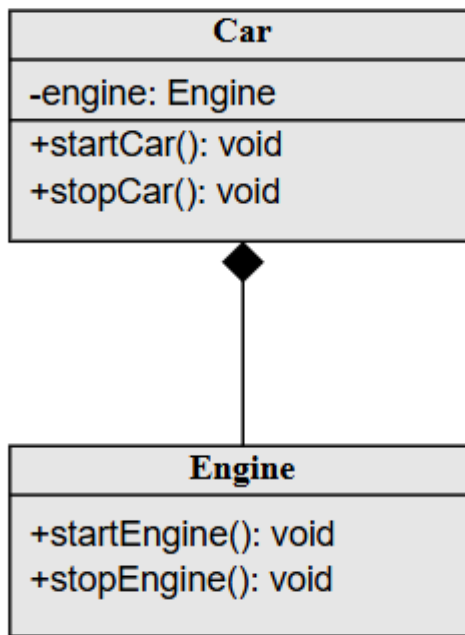 Car
-engine: Engine
+startCar(): void
+stopCar(): void
Engine
+startEngine(): void
+stopEngine(): void